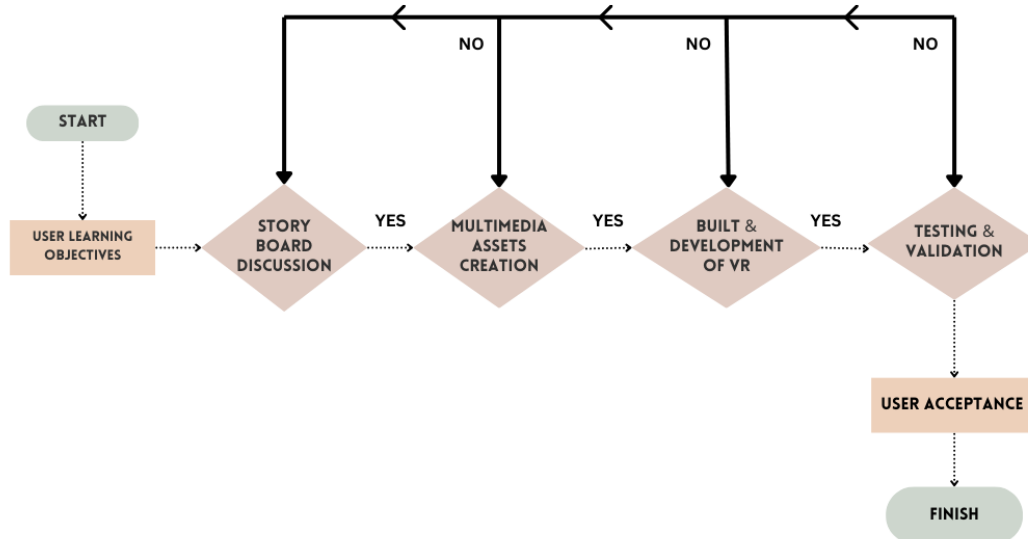 NO
NO
NO
START
USER LEARNING
OBJECTIVES
STORY
BOARD
DISCUSSION
YES
MULTIMEDIA
ASSETS
CREATION
YES
BUILT &
DEVELOPMENT
OF VR
YES
TESTING &
VALIDATION
USER ACCEPTANCE
FINISH